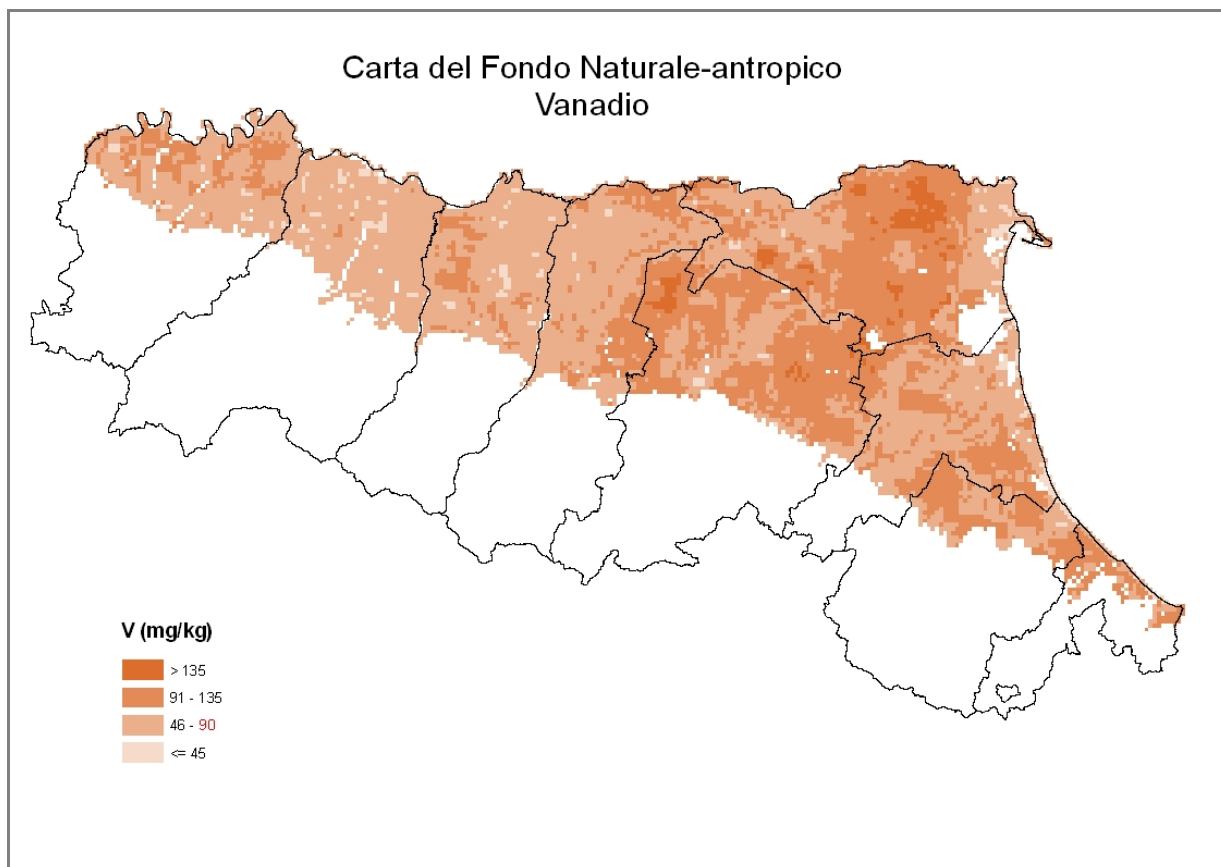 Carta del Fondo Naturale-antropico
Vanadio
V (mg/kg)
> 135
91 - 135
46 - 90
<= 45